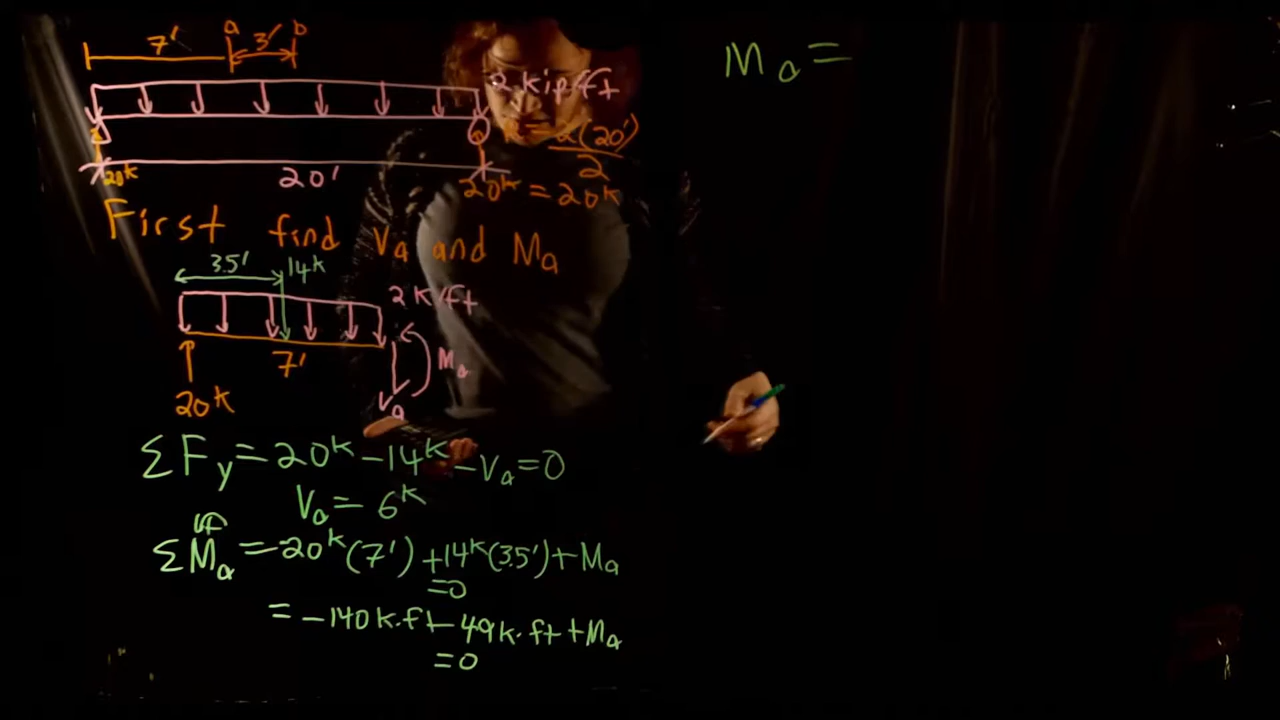 7' a 3' b
2 kip/ft
R = 2(20')
2
20k 20' 20k = 20k
First find Va and Ma
3.5' 14k
2 k/ft
7' Ma
20k Va
ΣFy = 20k - 14k - Va = 0
Va = 6k
ΣMa = -20k(7') + 14k(3.5') + Ma
= 0
= -140 k·ft - 49 k·ft + Ma
= 0
Ma =